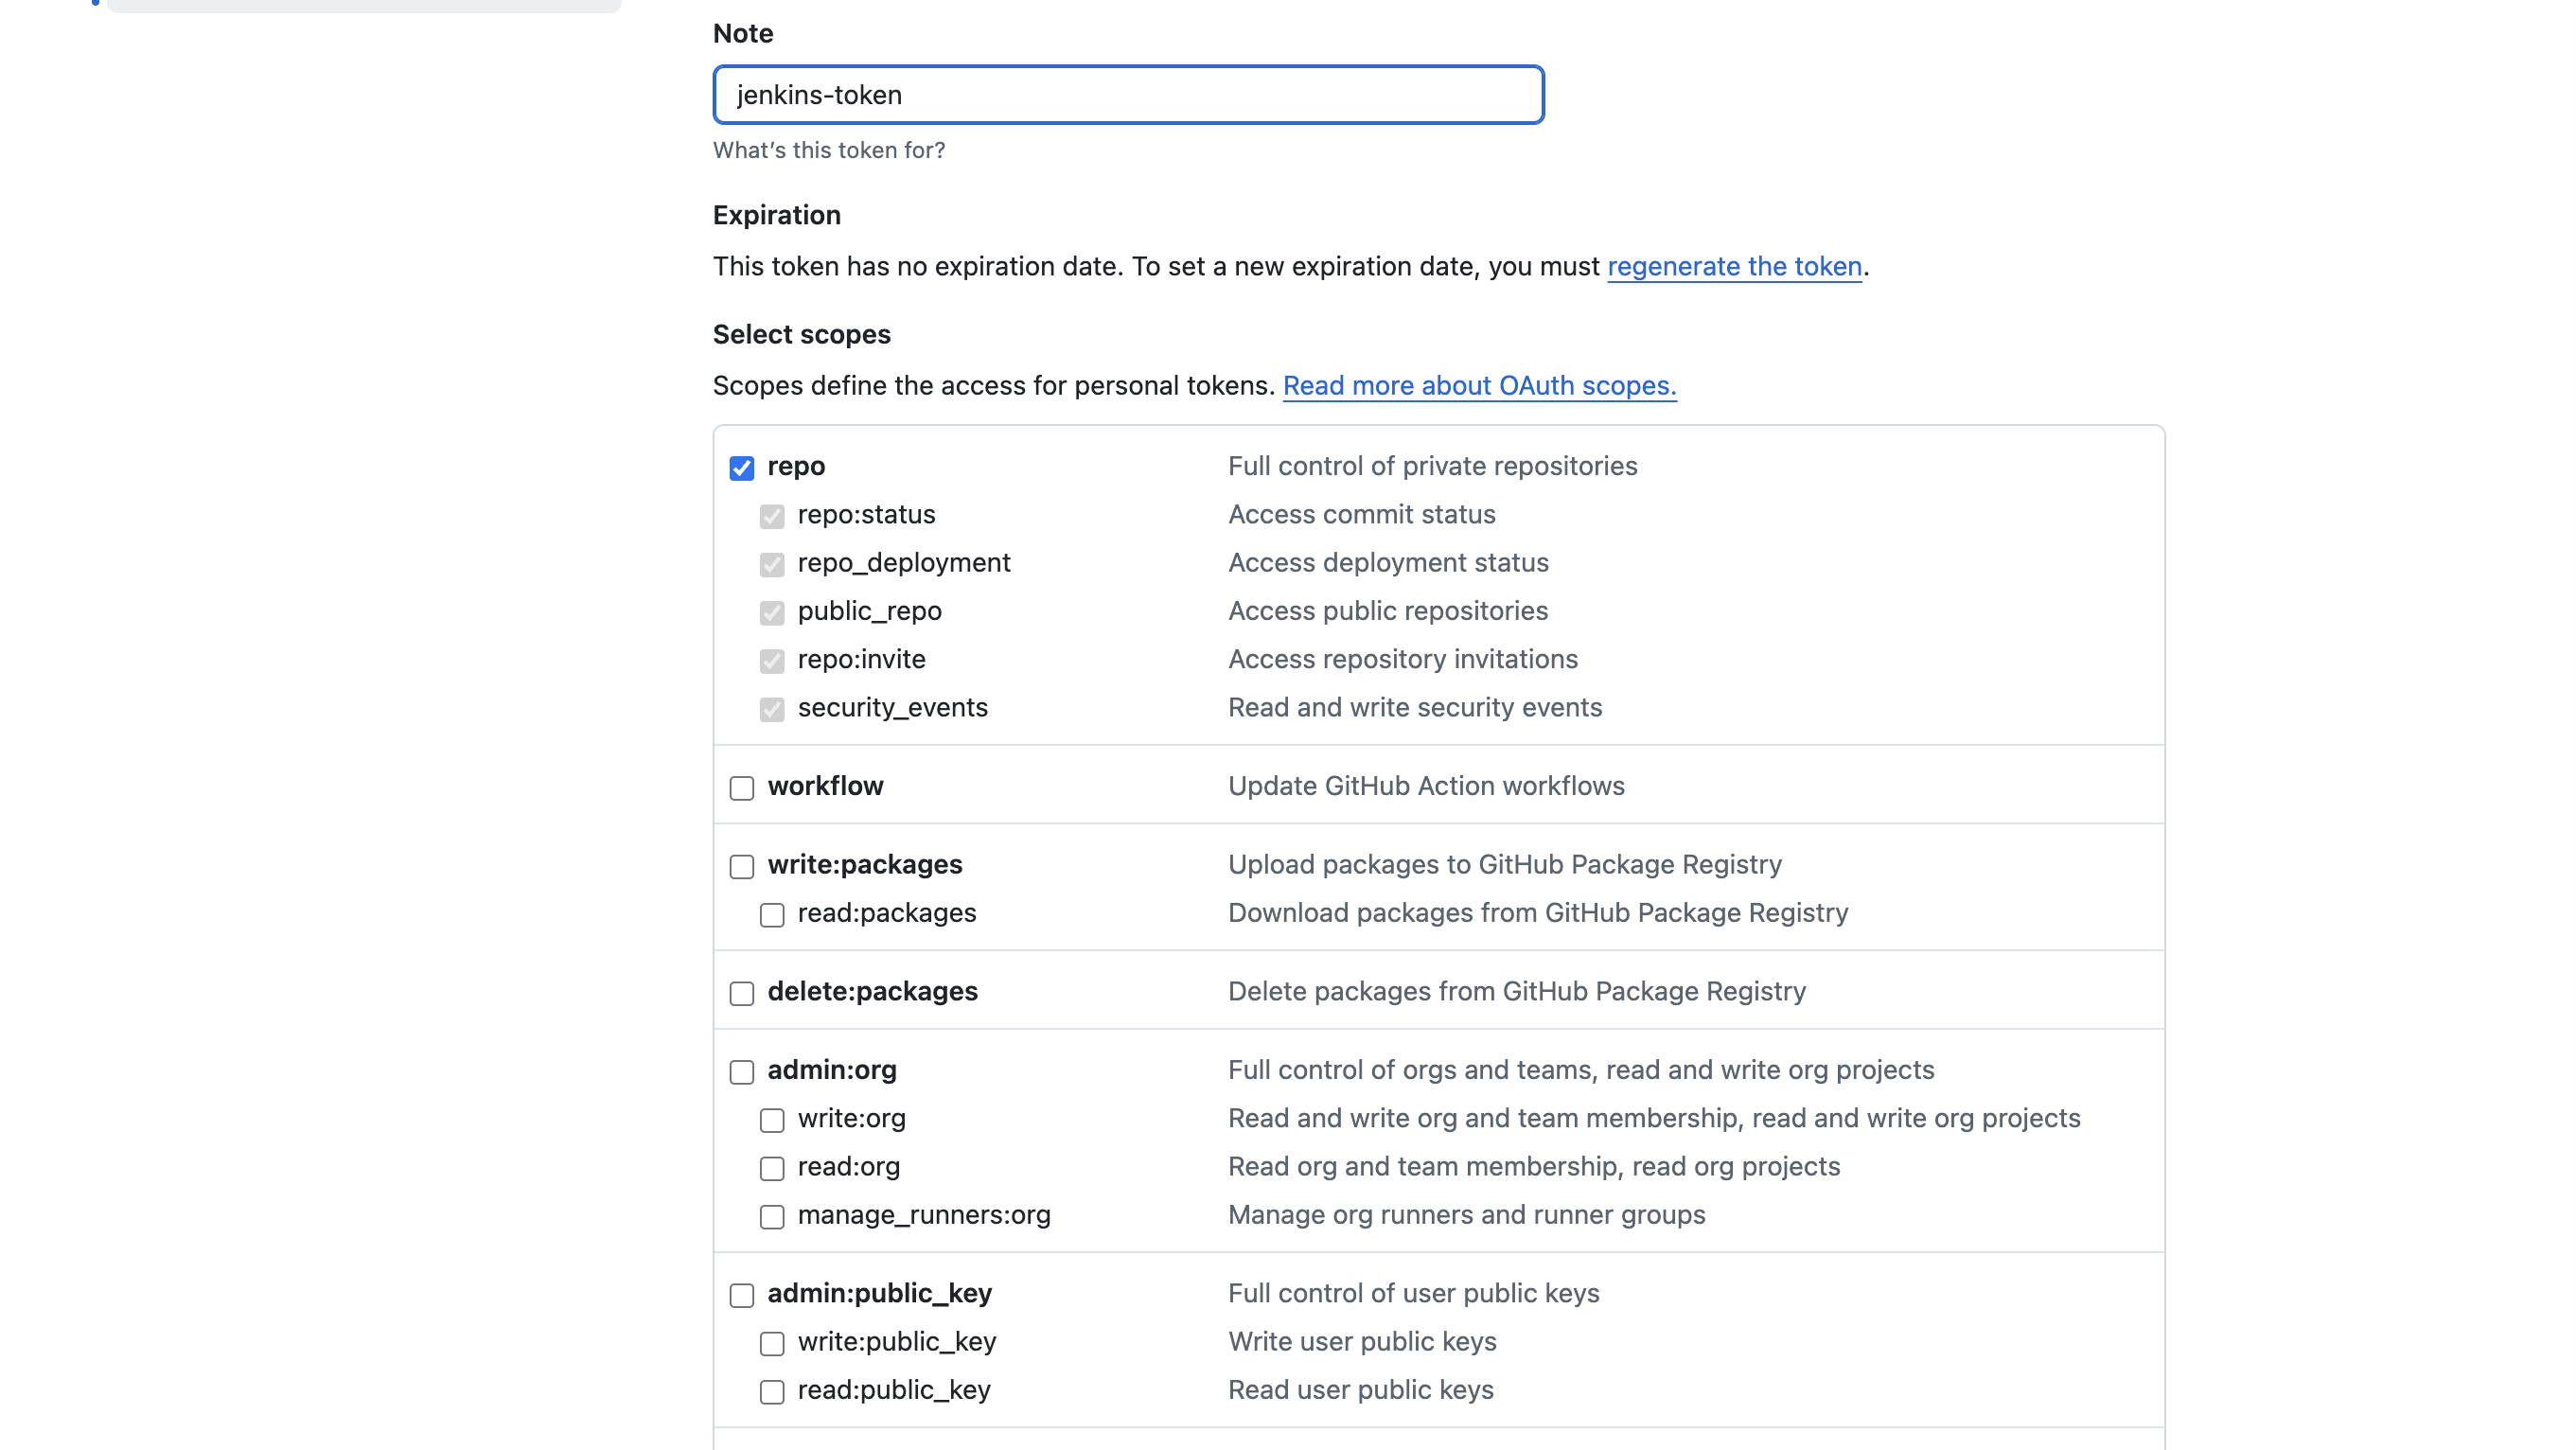 Note
jenkins-token
What's this token for?
Expiration
This token has no expiration date. To set a new expiration date, you must regenerate the token.
Select scopes
Scopes define the access for personal tokens. Read more about OAuth scopes.
repo Full control of private repositories
repo:status Access commit status
repo_deployment Access deployment status
public_repo Access public repositories
repo:invite Access repository invitations
security_events Read and write security events
workflow Update GitHub Action workflows
write:packages Upload packages to GitHub Package Registry
read:packages Download packages from GitHub Package Registry
delete:packages Delete packages from GitHub Package Registry
admin:org Full control of orgs and teams, read and write org projects
write:org Read and write org and team membership, read and write org projects
read:org Read org and team membership, read org projects
manage_runners:org Manage org runners and runner groups
admin:public_key Full control of user public keys
write:public_key Write user public keys
read:public_key Read user public keys